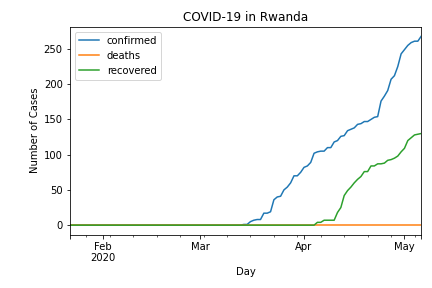 COVID-19 in Rwanda
confirmed
deaths
recovered
Number of Cases
250
200
150
100
50
0
Feb
2020
Mar
Apr
May
Day